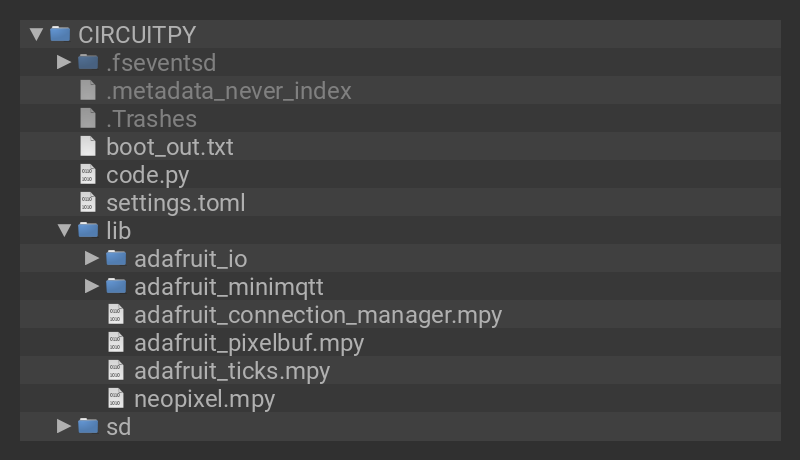 CIRCUITPY
.fseventsd
.metadata_never_index
.Trashes
boot_out.txt
code.py
settings.toml
lib
adafruit_io
adafruit_minimqtt
adafruit_connection_manager.mpy
adafruit_pixelbuf.mpy
adafruit_ticks.mpy
neopixel.mpy
sd